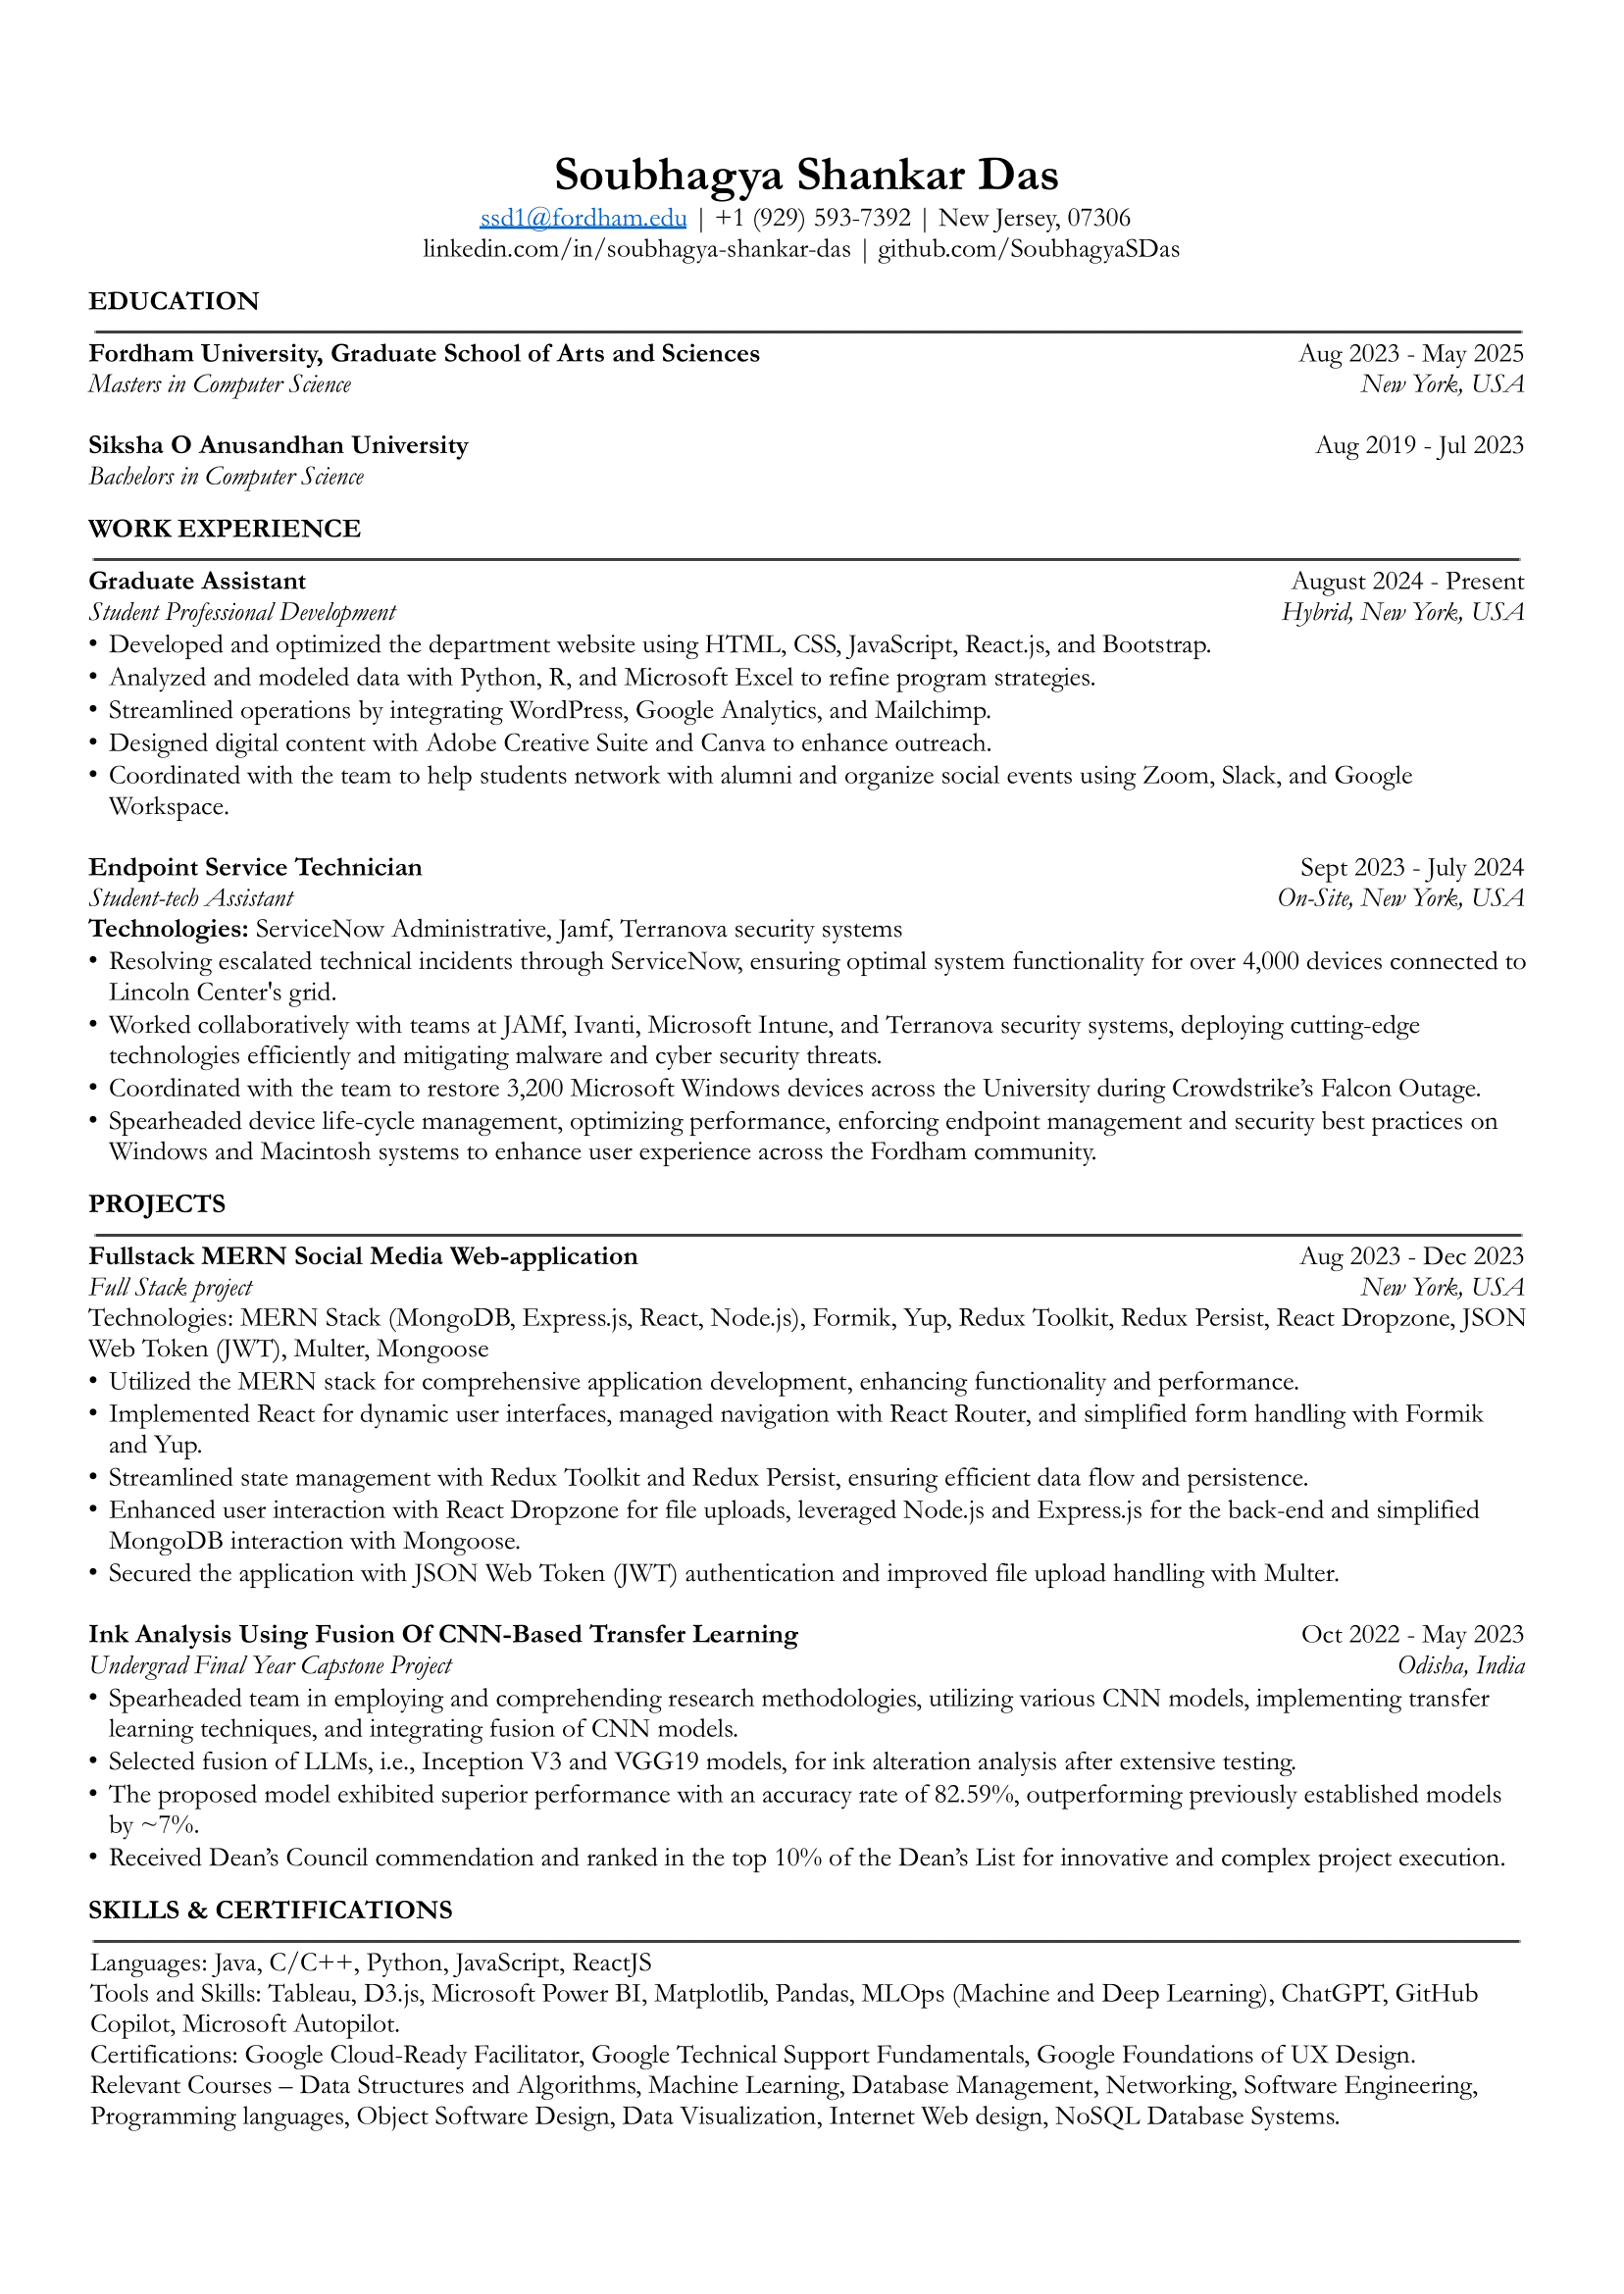 Soubhagya Shankar Das
ssd1@fordham.edu | +1 (929) 593-7392 | New Jersey, 07306
linkedin.com/in/soubhagya-shankar-das | github.com/SoubhagyaSDas
EDUCATION
Fordham University, Graduate School of Arts and Sciences Aug 2023 - May 2025
Masters in Computer Science New York, USA
Siksha O Anusandhan University Aug 2019 - Jul 2023
Bachelors in Computer Science
WORK EXPERIENCE
Graduate Assistant August 2024 - Present
Student Professional Development Hybrid, New York, USA
• Developed and optimized the department website using HTML, CSS, JavaScript, React.js, and Bootstrap.
• Analyzed and modeled data with Python, R, and Microsoft Excel to refine program strategies.
• Streamlined operations by integrating WordPress, Google Analytics, and Mailchimp.
• Designed digital content with Adobe Creative Suite and Canva to enhance outreach.
• Coordinated with the team to help students network with alumni and organize social events using Zoom, Slack, and Google
Workspace.
Endpoint Service Technician Sept 2023 - July 2024
Student-tech Assistant On-Site, New York, USA
Technologies: ServiceNow Administrative, Jamf, Terranova security systems
• Resolving escalated technical incidents through ServiceNow, ensuring optimal system functionality for over 4,000 devices connected to
Lincoln Center's grid.
• Worked collaboratively with teams at JAMf, Ivanti, Microsoft Intune, and Terranova security systems, deploying cutting-edge
technologies efficiently and mitigating malware and cyber security threats.
• Coordinated with the team to restore 3,200 Microsoft Windows devices across the University during Crowdstrike’s Falcon Outage.
• Spearheaded device life-cycle management, optimizing performance, enforcing endpoint management and security best practices on
Windows and Macintosh systems to enhance user experience across the Fordham community.
PROJECTS
Fullstack MERN Social Media Web-application Aug 2023 - Dec 2023
Full Stack project New York, USA
Technologies: MERN Stack (MongoDB, Express.js, React, Node.js), Formik, Yup, Redux Toolkit, Redux Persist, React Dropzone, JSON
Web Token (JWT), Multer, Mongoose
• Utilized the MERN stack for comprehensive application development, enhancing functionality and performance.
• Implemented React for dynamic user interfaces, managed navigation with React Router, and simplified form handling with Formik
and Yup.
• Streamlined state management with Redux Toolkit and Redux Persist, ensuring efficient data flow and persistence.
• Enhanced user interaction with React Dropzone for file uploads, leveraged Node.js and Express.js for the back-end and simplified
MongoDB interaction with Mongoose.
• Secured the application with JSON Web Token (JWT) authentication and improved file upload handling with Multer.
Ink Analysis Using Fusion Of CNN-Based Transfer Learning Oct 2022 - May 2023
Undergrad Final Year Capstone Project Odisha, India
• Spearheaded team in employing and comprehending research methodologies, utilizing various CNN models, implementing transfer
learning techniques, and integrating fusion of CNN models.
• Selected fusion of LLMs, i.e., Inception V3 and VGG19 models, for ink alteration analysis after extensive testing.
• The proposed model exhibited superior performance with an accuracy rate of 82.59%, outperforming previously established models
by ~7%.
• Received Dean’s Council commendation and ranked in the top 10% of the Dean’s List for innovative and complex project execution.
SKILLS & CERTIFICATIONS
Languages: Java, C/C++, Python, JavaScript, ReactJS
Tools and Skills: Tableau, D3.js, Microsoft Power BI, Matplotlib, Pandas, MLOps (Machine and Deep Learning), ChatGPT, GitHub
Copilot, Microsoft Autopilot.
Certifications: Google Cloud-Ready Facilitator, Google Technical Support Fundamentals, Google Foundations of UX Design.
Relevant Courses – Data Structures and Algorithms, Machine Learning, Database Management, Networking, Software Engineering,
Programming languages, Object Software Design, Data Visualization, Internet Web design, NoSQL Database Systems.